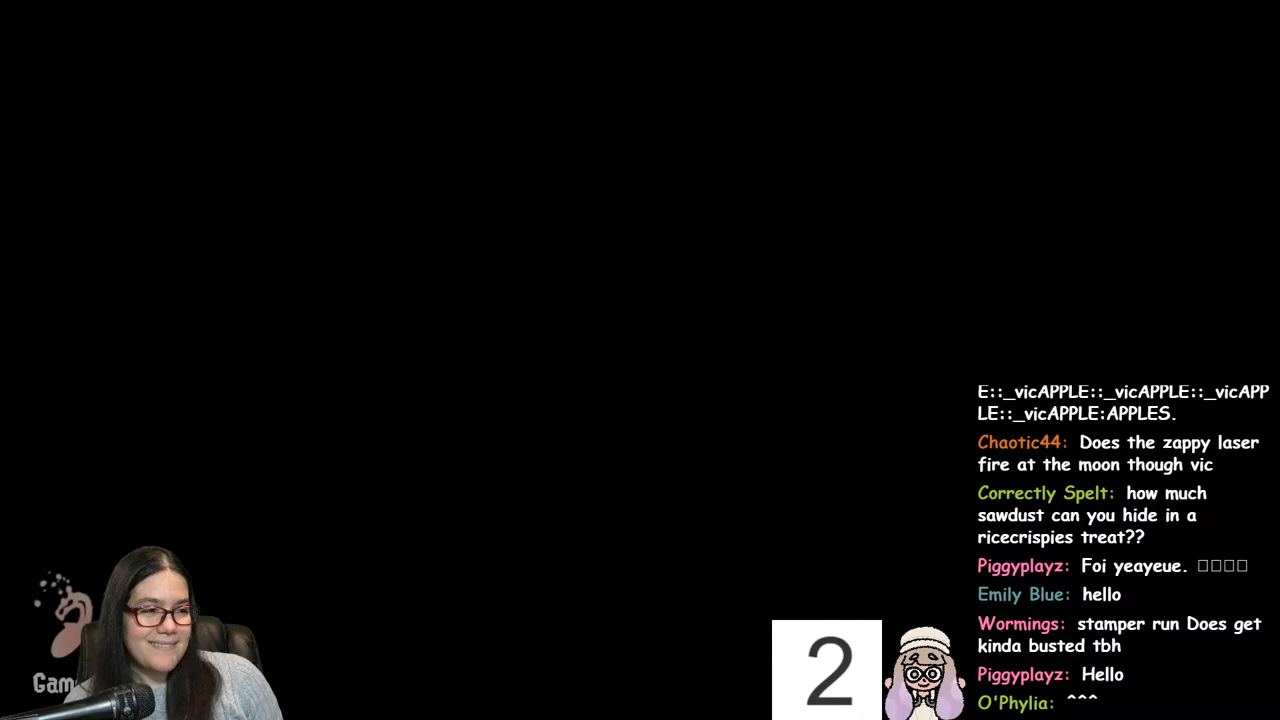 E::_vicAPPLE::_vicAPPLE::_vicAPP
LE::_vicAPPLE:APPLES.
Chaotic44: Does the zappy laser
fire at the moon though vic
Correctly Spelt: how much
sawdust can you hide in a
ricecrispies treat??
Piggyplayz: Foi yeayeue. □□□□
Emily Blue: hello
Wormings: stamper run Does get
kinda busted tbh
Piggyplayz: Hello
O'Phylia: ^^^
2
Gam